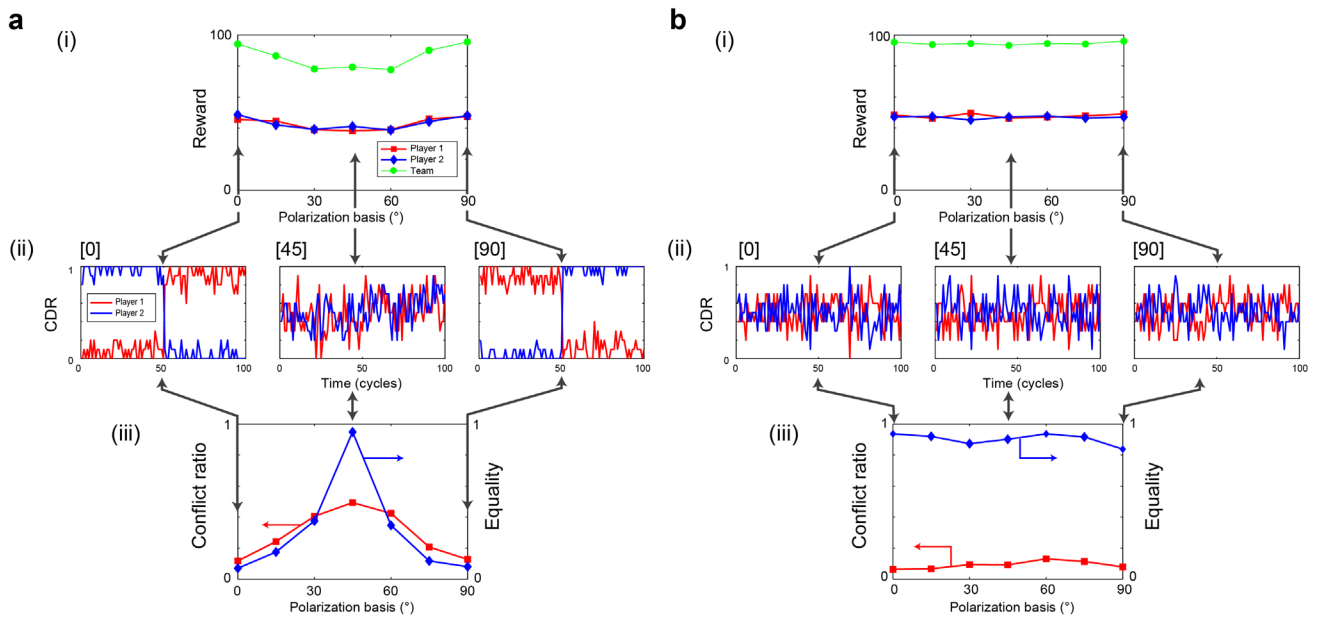 a
(i)
100
Reward
0
Player 1
Player 2
Team
0
30
60
90
Polarization basis (°)
(ii)
[0]
[45]
[90]
1
CDR
0
Player 1
Player 2
0
50
100
0
50
100
0
50
100
Time (cycles)
(iii)
1
1
Conflict ratio
Equality
0
0
0
30
60
90
Polarization basis (°)
b
(i)
100
Reward
0
0
30
60
90
Polarization basis (°)
(ii)
[0]
[45]
[90]
1
CDR
0
0
50
100
0
50
100
0
50
100
Time (cycles)
(iii)
1
1
Conflict ratio
Equality
0
0
0
30
60
90
Polarization basis (°)